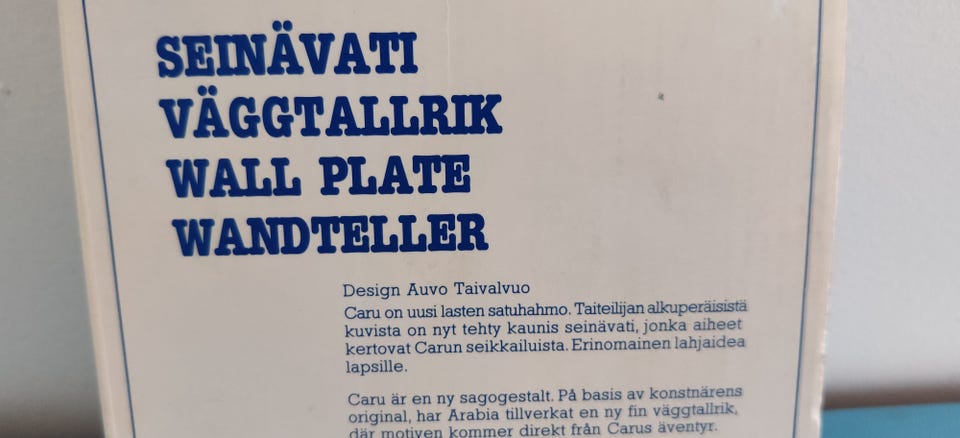 SEINÄVATI
VÄGGTALLRIK
WALL PLATE
WANDTELLER
Design Auvo Taivalvuo
Caru on uusi lasten satuhahmo. Taiteilijan alkuperäisistä
kuvista on nyt tehty kaunis seinävati, jonka aiheet
kertovat Carun seikkailuista. Erinomainen lahjaidea
lapsille.
Caru är en ny sagogestalt. På basis av konstnärens
original, har Arabia tillverkat en ny fin väggtallrik,
där motiven kommer direkt från Carus äventyr.